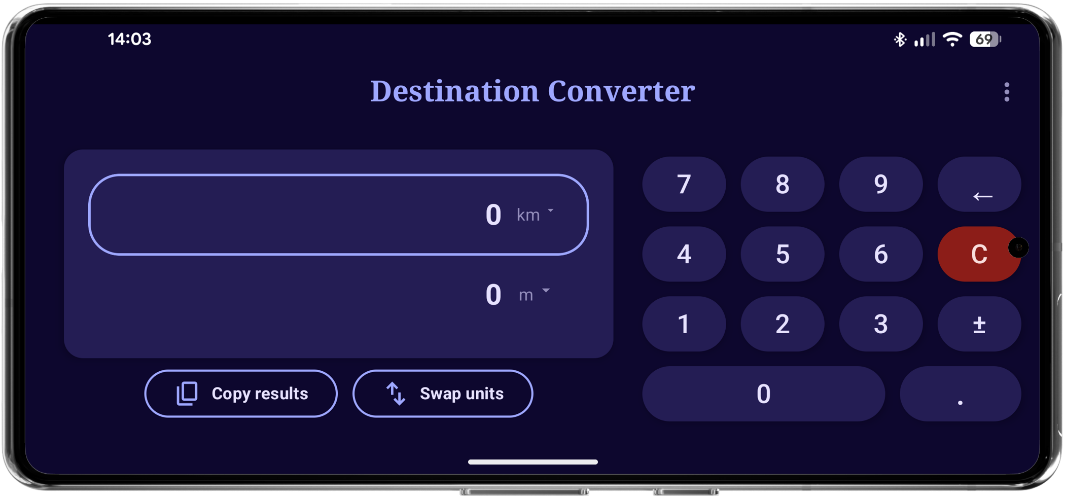 14:03
69
Destination Converter
0 km
0 m
Copy results
Swap units
7 8 9 ←
4 5 6 C
1 2 3 ±
0 .